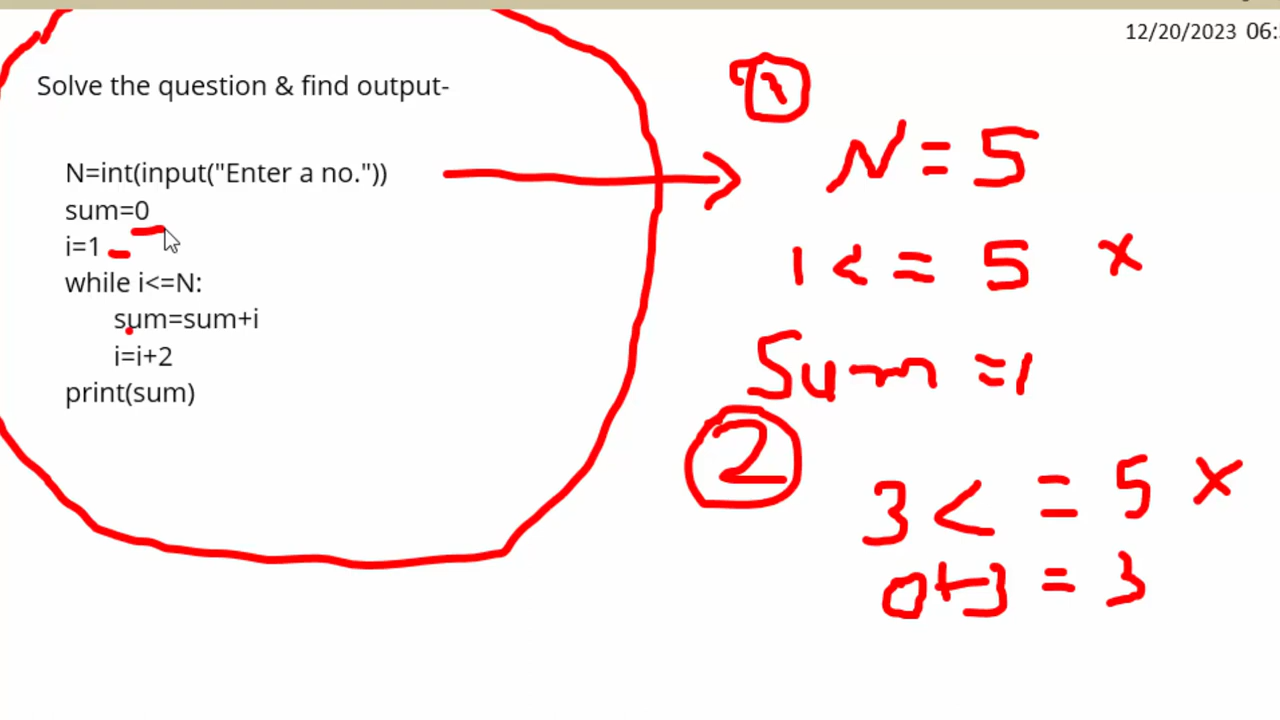 12/20/2023 06:
Solve the question & find output-
N=int(input("Enter a no."))
sum=0
i=1
while i<=N:
sum=sum+i
i=i+2
print(sum)
1
N=5
1<=5 x
Sum=1
2
3<=5 x
0+3=3